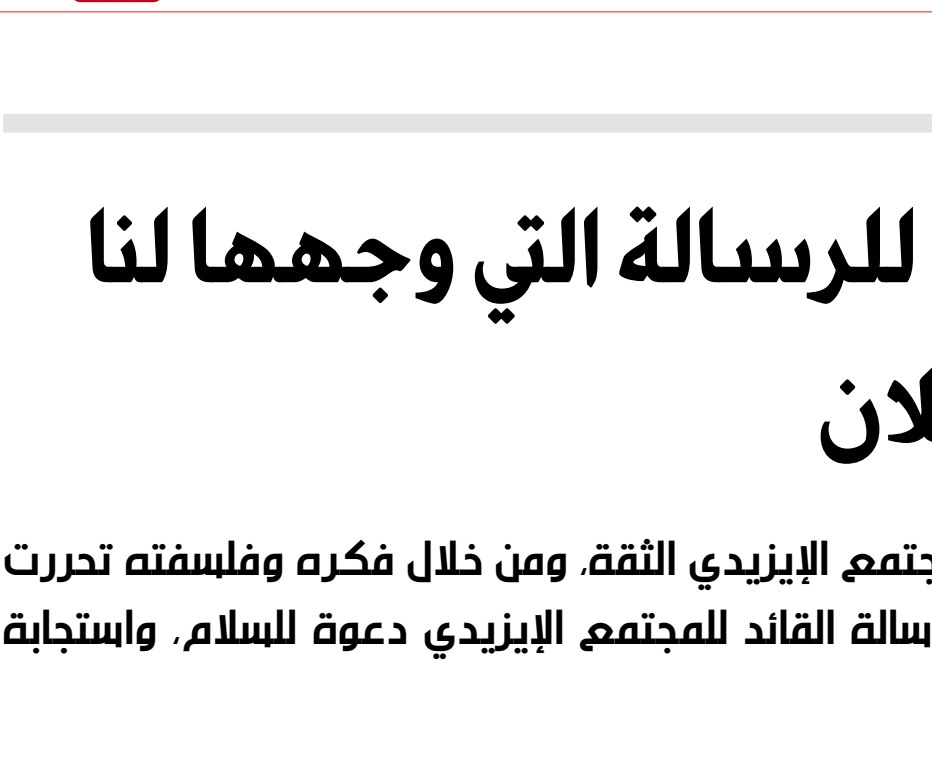 للرسالة التي وجهها لنا
لان
جتمع الإيزيدي الثقة، ومن خلال فكره وفلسفته تحررت
سالة القائد للمجتمع الإيزيدي دعوة للسلام، واستجابة